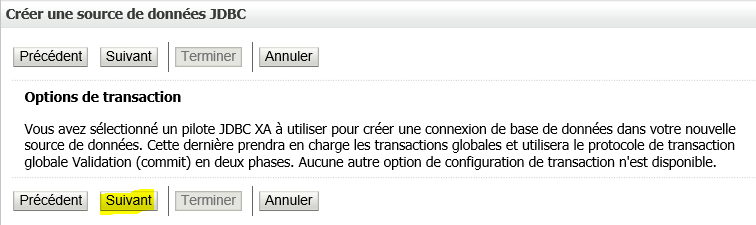 Créer une source de données JDBC
Précédent Suivant Terminer Annuler
Options de transaction
Vous avez sélectionné un pilote JDBC XA à utiliser pour créer une connexion de base de données dans votre nouvelle
source de données. Cette dernière prendra en charge les transactions globales et utilisera le protocole de transaction
globale Validation (commit) en deux phases. Aucune autre option de configuration de transaction n'est disponible.
Précédent Suivant Terminer Annuler